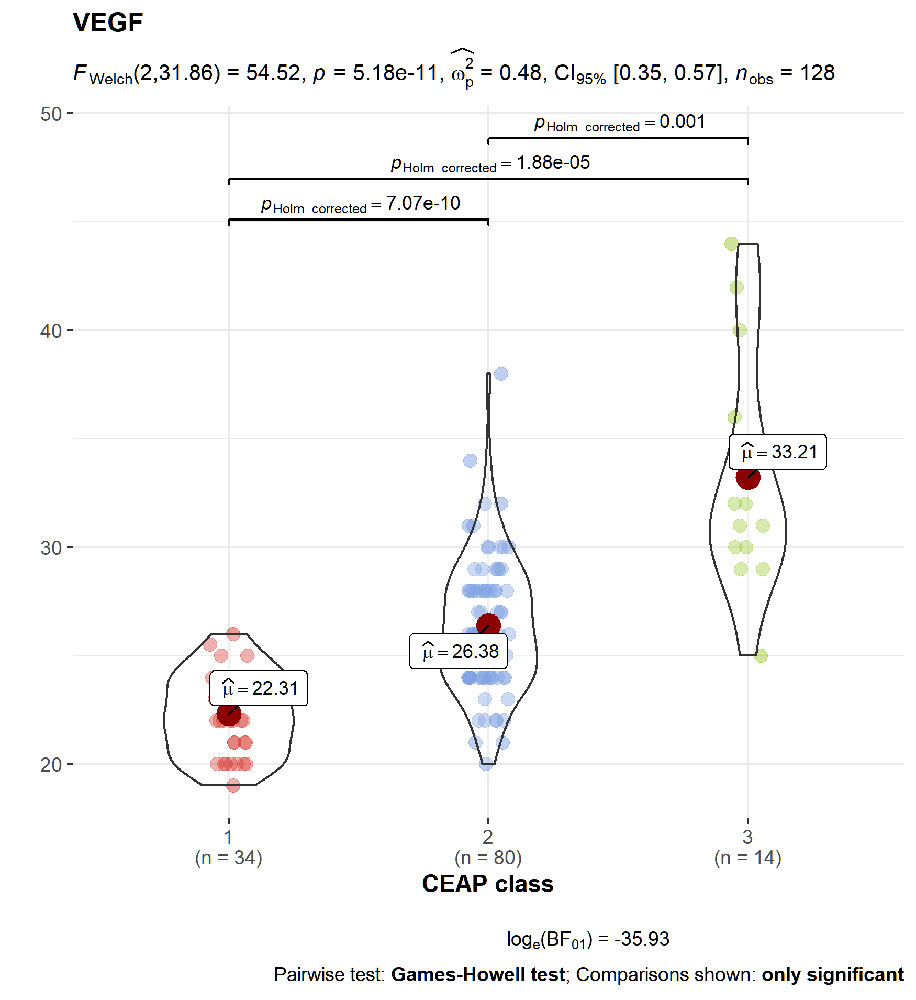 VEGF
F Welch(2,31.86) = 54.52, p = 5.18e-11, ω̂p2 = 0.48, CI95% [0.35, 0.57], nobs = 128
50
pHolm−corrected = 0.001
pHolm−corrected = 1.88e-05
pHolm−corrected = 7.07e-10
40
μ̂ = 33.21
30
μ̂ = 26.38
μ̂ = 22.31
20
1 2 3
(n = 34) (n = 80) (n = 14)
CEAP class
loge(BF01) = -35.93
Pairwise test: Games-Howell test; Comparisons shown: only significant